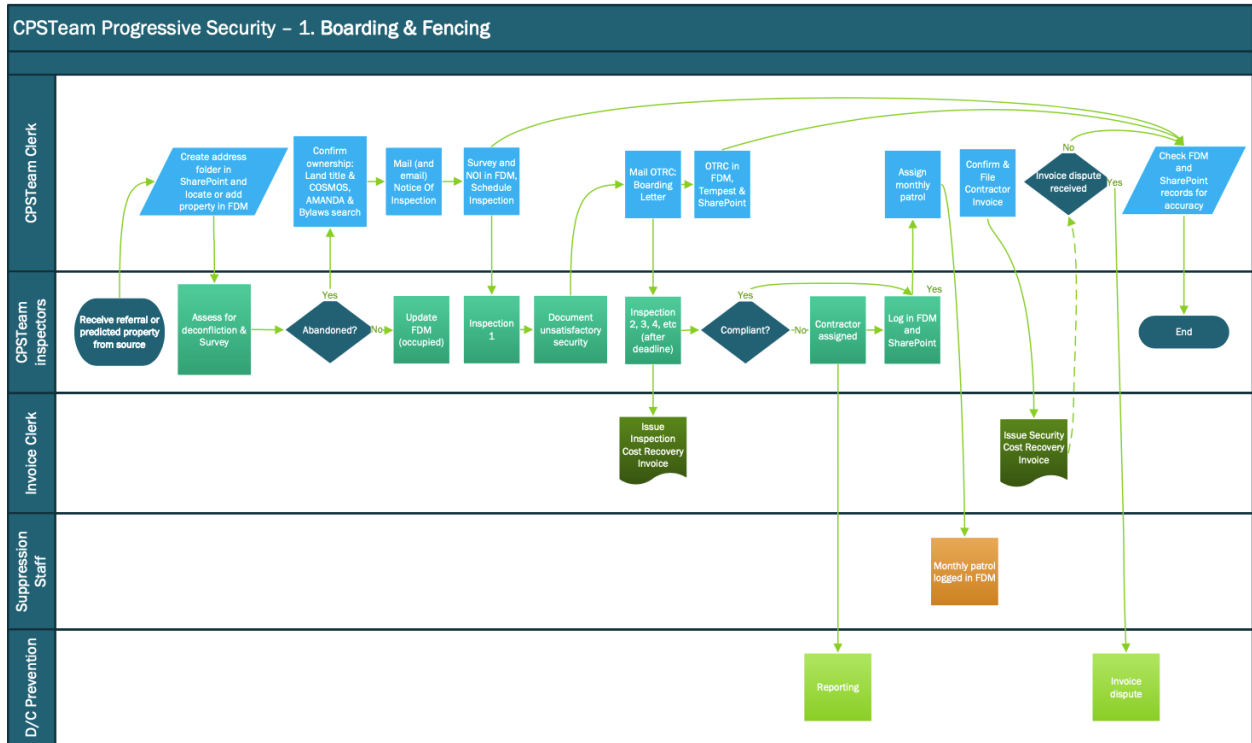 CPSTeam Progressive Security – 1. Boarding & Fencing
CPSTeam Clerk
Create address
folder in
SharePoint and
locate or add
property in FDM
Confirm
ownership:
Land title &
COSMOS,
AMANDA &
Bylaws search
Mail (and
email) Notice Of
Inspection
Survey and
NOI in FDM,
Schedule
Inspection
Mail OTRC:
Boarding
Letter
OTRC in
FDM,
Tempest &
SharePoint
Assign
monthly
patrol
Confirm &
File
Contractor
Invoice
No
Invoice dispute
received
Yes
Check FDM
and
SharePoint
records for
accuracy
CPSTeam
inspectors
Receive referral or
predicted property
from source
Assess for
deconfliction &
Survey
Yes
Abandoned?
No
Update
FDM
(occupied)
Inspection
1
Document
unsatisfactory
security
Inspection
2, 3, 4, etc
(after
deadline)
Yes
Compliant?
No
Contractor
assigned
Yes
Log in FDM
and
SharePoint
End
Invoice Clerk
Issue
Inspection
Cost Recovery
Invoice
Issue Security
Cost Recovery
Invoice
Suppression
Staff
Monthly patrol
logged in FDM
D/C Prevention
Reporting
Invoice
dispute